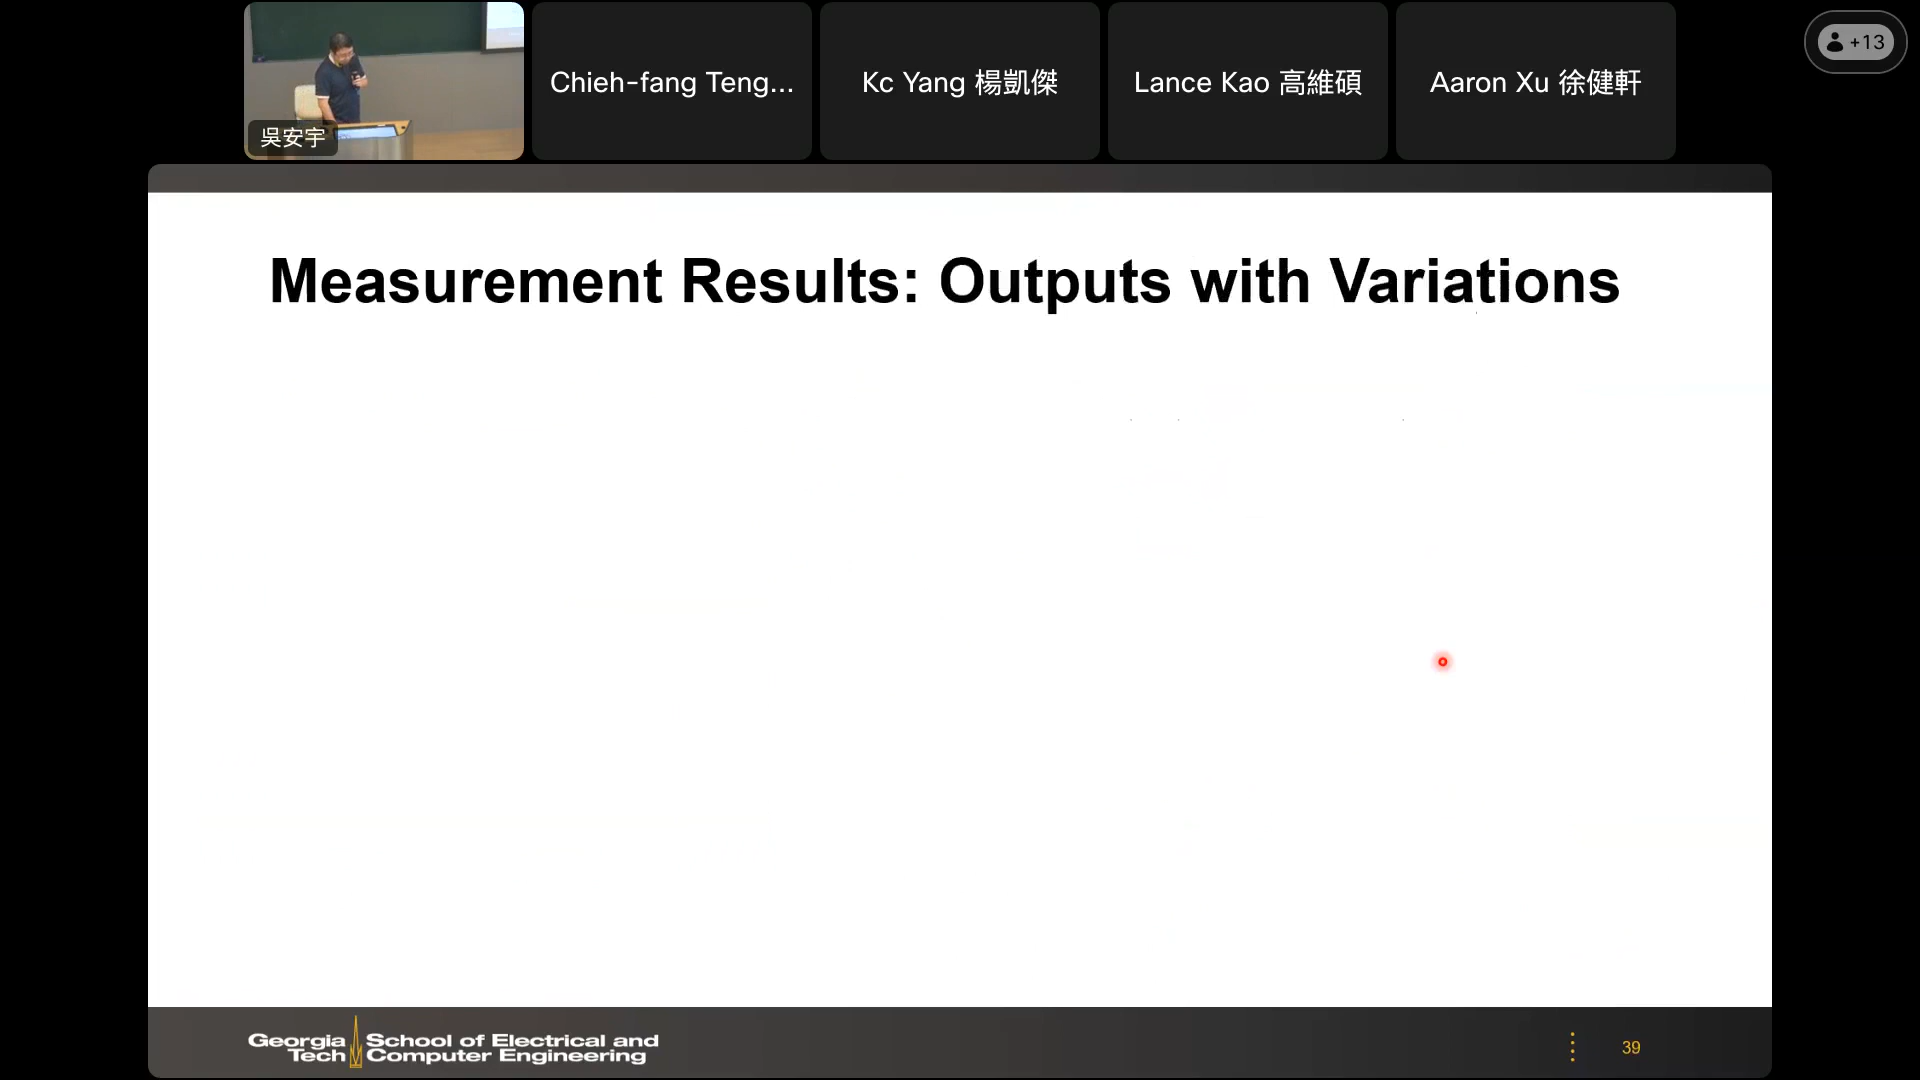 吳安宇
Chieh-fang Teng...
Kc Yang 楊凱傑
Lance Kao 高維碩
Aaron Xu 徐健軒
+13
Measurement Results: Outputs with Variations
Georgia Tech
School of Electrical and Computer Engineering
39